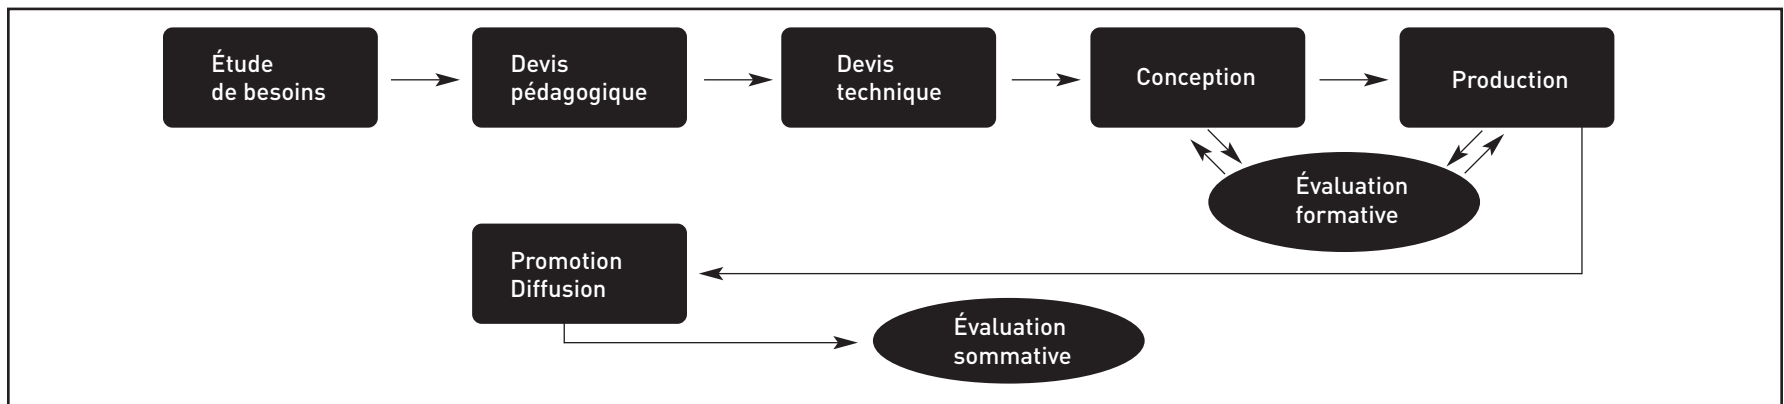 Étude
de besoins
Devis
pédagogique
Devis
technique
Conception
Production
Évaluation
formative
Promotion
Diffusion
Évaluation
sommative